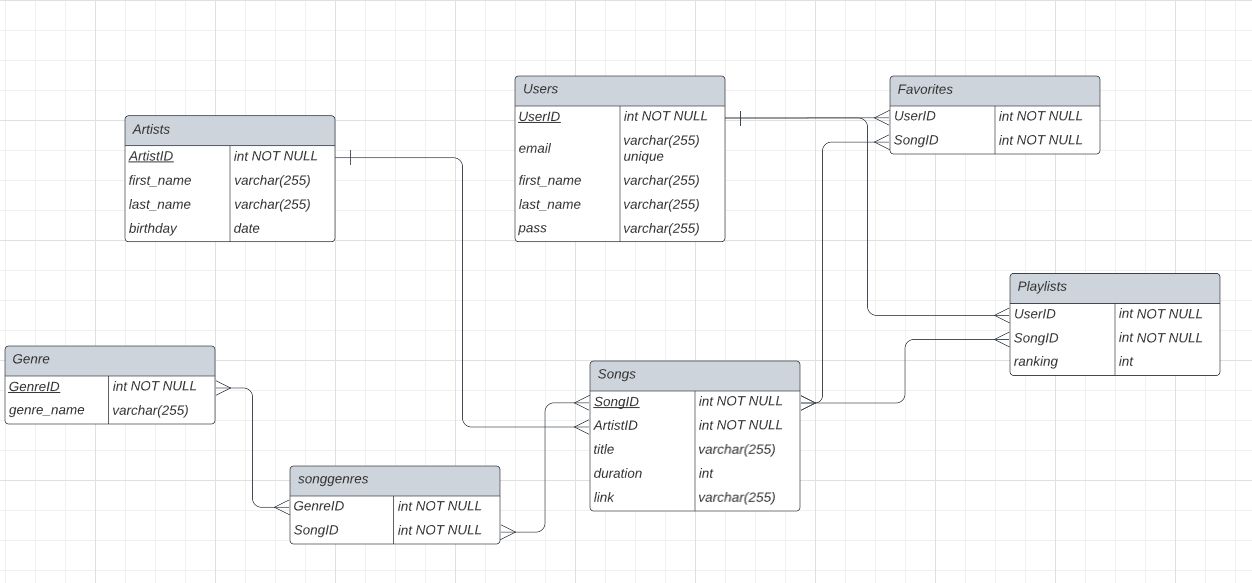 Users
UserID int NOT NULL
email varchar(255)
unique
first_name varchar(255)
last_name varchar(255)
pass varchar(255)
Favorites
UserID int NOT NULL
SongID int NOT NULL
Artists
ArtistID int NOT NULL
first_name varchar(255)
last_name varchar(255)
birthday date
Playlists
UserID int NOT NULL
SongID int NOT NULL
ranking int
Genre
GenreID int NOT NULL
genre_name varchar(255)
Songs
SongID int NOT NULL
ArtistID int NOT NULL
title varchar(255)
duration int
link varchar(255)
songgenres
GenreID int NOT NULL
SongID int NOT NULL